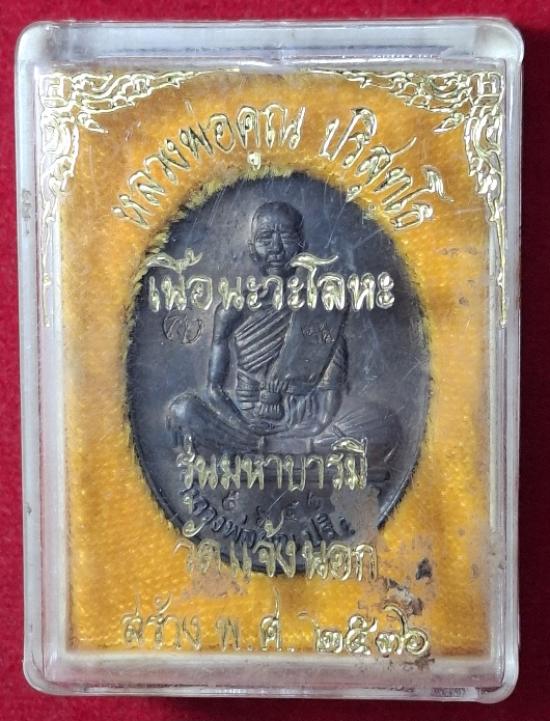 หลวงพ่อคูณ ปริสุทโธ
เนื้อนะวะโลหะ
รุ่นมหาบารมี
วัดแจ้งนอก
สร้าง พ.ศ. ๒๕๓๖